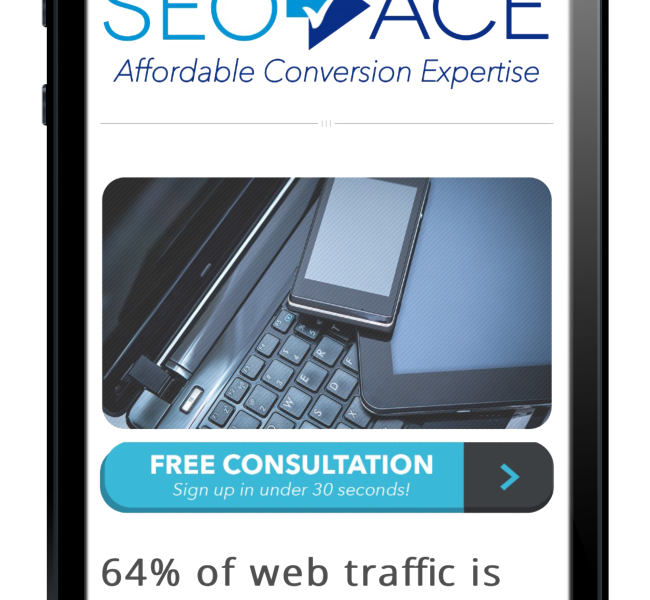 SEO ACE
Affordable Conversion Expertise
FREE CONSULTATION
Sign up in under 30 seconds!
64% of web traffic is